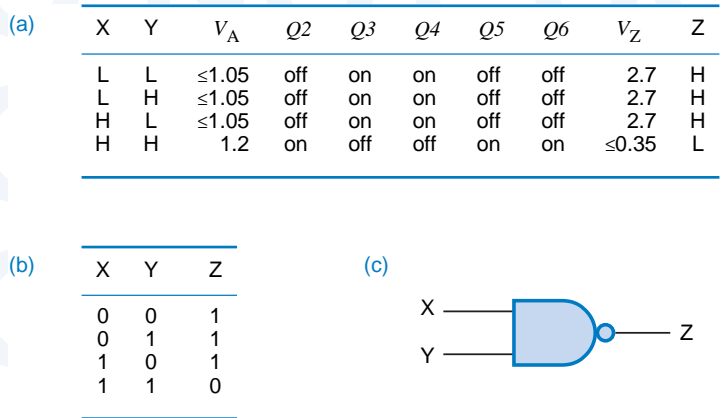 (a)
X Y V_A Q2 Q3 Q4 Q5 Q6 V_Z Z
L L ≤1.05 off on on off off 2.7 H
L H ≤1.05 off on on off off 2.7 H
H L ≤1.05 off on on off off 2.7 H
H H 1.2 on off off on on ≤0.35 L
(b)
X Y Z
0 0 1
0 1 1
1 0 1
1 1 0
(c)
X
Y
Z